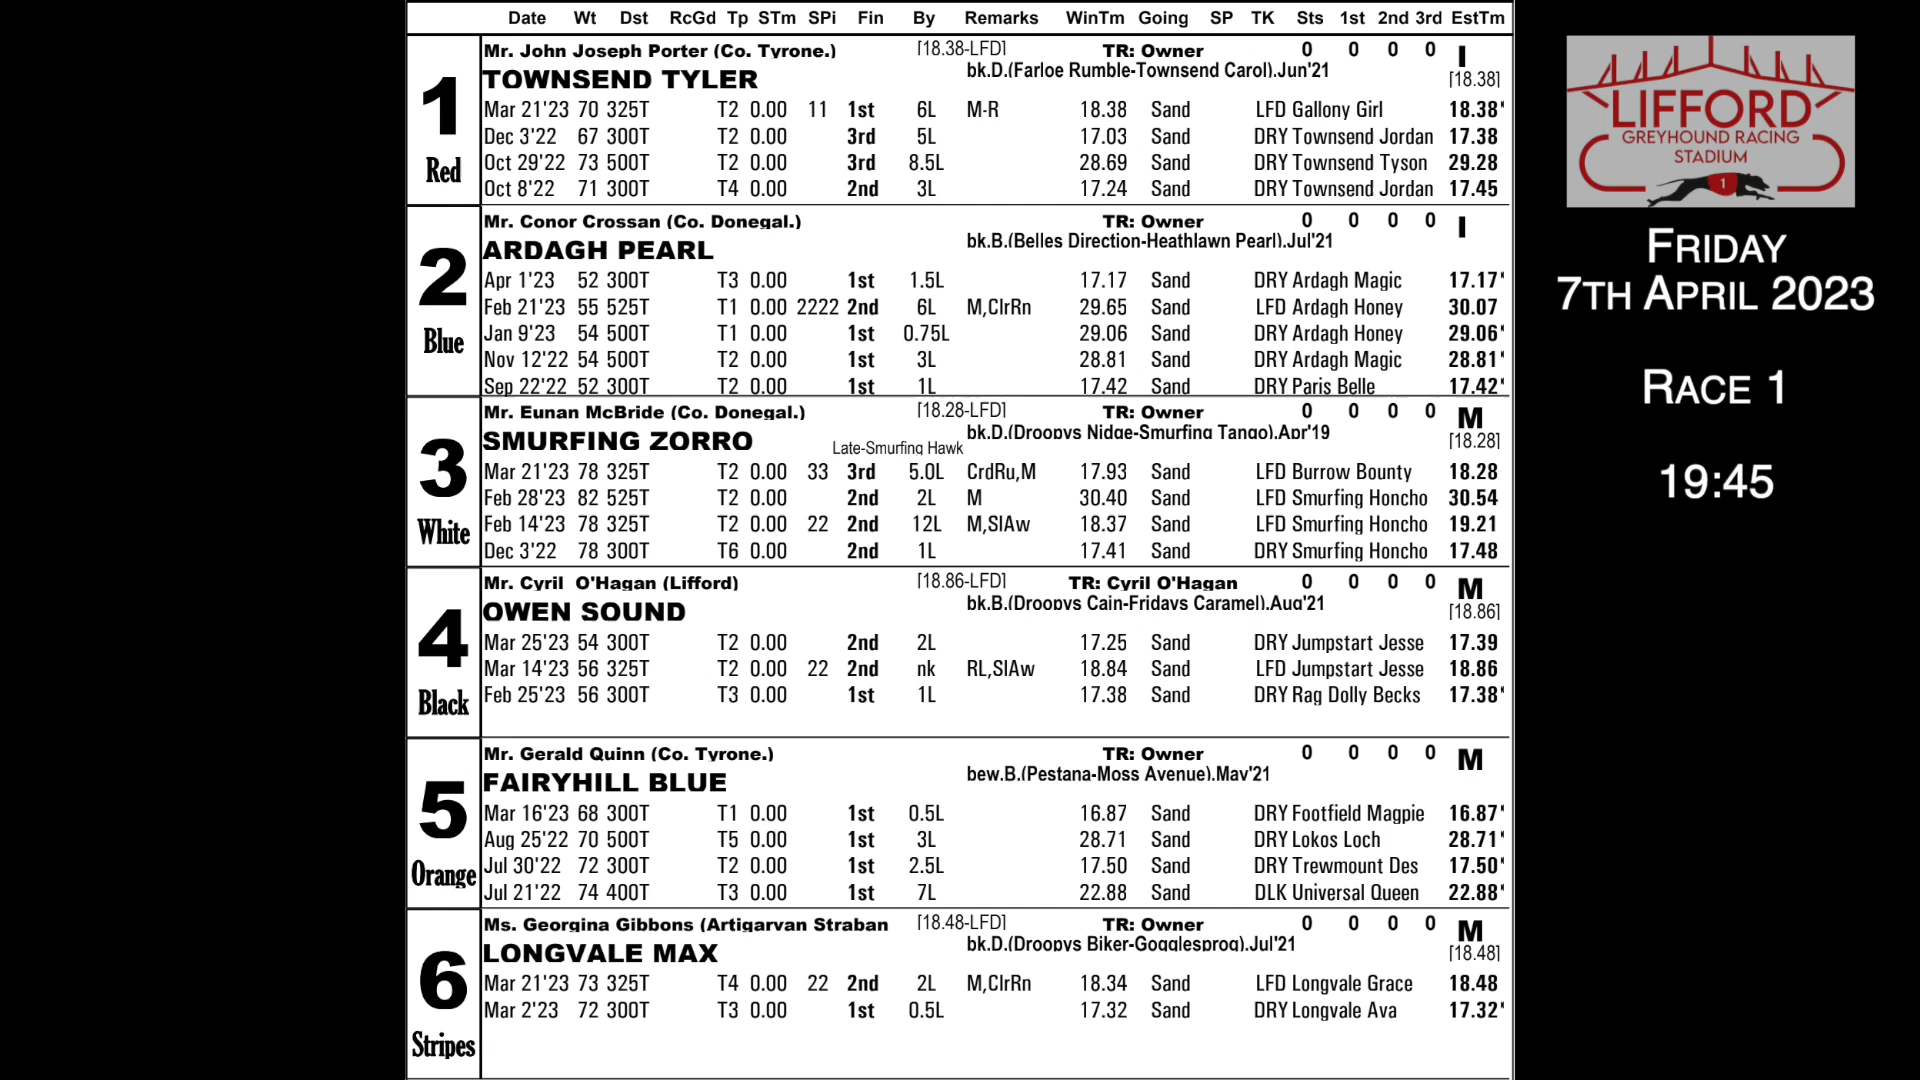 Date Wt Dst RcGd Tp STm SPi Fin By Remarks WinTm Going SP TK Sts 1st 2nd 3rd EstTm
1
Red
Mr. John Joseph Porter (Co. Tyrone.) [18.38-LFD] TR: Owner 0 0 0 0 I
TOWNSEND TYLER bk.D.(Farloe Rumble-Townsend Carol).Jun'21 [18.38]
Mar 21'23 70 325T T2 0.00 11 1st 6L M-R 18.38 Sand LFD Gallony Girl 18.38*
Dec 3'22 67 300T T2 0.00 3rd 5L 17.03 Sand DRY Townsend Jordan 17.38
Oct 29'22 73 500T T2 0.00 3rd 8.5L 28.69 Sand DRY Townsend Tyson 29.28
Oct 8'22 71 300T T4 0.00 2nd 3L 17.24 Sand DRY Townsend Jordan 17.45
2
Blue
Mr. Conor Crossan (Co. Donegal.) TR: Owner 0 0 0 0 I
ARDAGH PEARL bk.B.(Belles Direction-Heathlawn Pearl).Jul'21
Apr 1'23 52 300T T3 0.00 1st 1.5L 17.17 Sand DRY Ardagh Magic 17.17*
Feb 21'23 55 525T T1 0.00 2222 2nd 6L M,ClrRn 29.65 Sand LFD Ardagh Honey 30.07
Jan 9'23 54 500T T1 0.00 1st 0.75L 29.06 Sand DRY Ardagh Honey 29.06*
Nov 12'22 54 500T T2 0.00 1st 3L 28.81 Sand DRY Ardagh Magic 28.81*
Sep 22'22 52 300T T2 0.00 1st 1L 17.42 Sand DRY Paris Belle 17.42*
3
White
Mr. Eunan McBride (Co. Donegal.) [18.28-LFD] TR: Owner 0 0 0 0 M
SMURFING ZORRO Late-Smurfing Hawk bk.D.(Droopys Nidge-Smurfing Tango).Apr'19 [18.28]
Mar 21'23 78 325T T2 0.00 33 3rd 5.0L CrdRu,M 17.93 Sand LFD Burrow Bounty 18.28
Feb 28'23 82 525T T2 0.00 2nd 2L M 30.40 Sand LFD Smurfing Honcho 30.54
Feb 14'23 78 325T T2 0.00 22 2nd 12L M,SlAw 18.37 Sand LFD Smurfing Honcho 19.21
Dec 3'22 78 300T T6 0.00 2nd 1L 17.41 Sand DRY Smurfing Honcho 17.48
4
Black
Mr. Cyril O'Hagan (Lifford) [18.86-LFD] TR: Cyril O'Hagan 0 0 0 0 M
OWEN SOUND bk.B.(Droopys Cain-Fridays Caramel).Aug'21 [18.86]
Mar 25'23 54 300T T2 0.00 2nd 2L 17.25 Sand DRY Jumpstart Jesse 17.39
Mar 14'23 56 325T T2 0.00 22 2nd nk RL,SlAw 18.84 Sand LFD Jumpstart Jesse 18.86
Feb 25'23 56 300T T3 0.00 1st 1L 17.38 Sand DRY Rag Dolly Becks 17.38*
5
Orange
Mr. Gerald Quinn (Co. Tyrone.) TR: Owner 0 0 0 0 M
FAIRYHILL BLUE bew.B.(Pestana-Moss Avenue).May'21
Mar 16'23 68 300T T1 0.00 1st 0.5L 16.87 Sand DRY Footfield Magpie 16.87*
Aug 25'22 70 500T T5 0.00 1st 3L 28.71 Sand DRY Lokos Loch 28.71*
Jul 30'22 72 300T T2 0.00 1st 2.5L 17.50 Sand DRY Trewmount Des 17.50*
Jul 21'22 74 400T T3 0.00 1st 7L 22.88 Sand DLK Universal Queen 22.88*
6
Stripes
Ms. Georgina Gibbons (Artigarvan Straban [18.48-LFD] TR: Owner 0 0 0 0 M
LONGVALE MAX bk.D.(Droopys Biker-Gogglesprog).Jul'21 [18.48]
Mar 21'23 73 325T T4 0.00 22 2nd 2L M,ClrRn 18.34 Sand LFD Longvale Grace 18.48
Mar 2'23 72 300T T3 0.00 1st 0.5L 17.32 Sand DRY Longvale Ava 17.32*
LIFFORD
GREYHOUND RACING
STADIUM
1
FRIDAY
7TH APRIL 2023
RACE 1
19:45